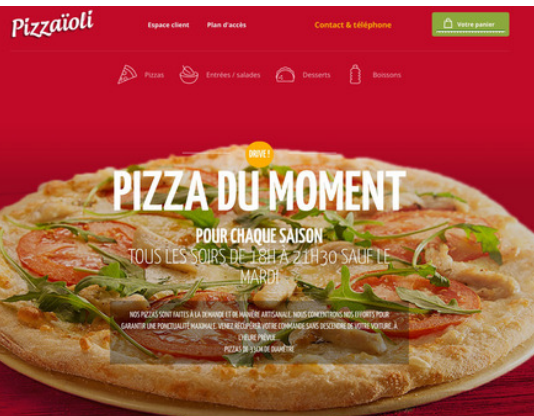 Pizzaïoli
Espace client Plan d'accès Contact & téléphone Votre panier
Pizzas Entrées / salades Desserts Boissons
DRIVE !
PIZZA DU MOMENT
POUR CHAQUE SAISON
TOUS LES SOIRS DE 18H À 21H30 SAUF LE
MARDI
NOS PIZZAS SONT FAITES À LA DEMANDE ET DE MANIÈRE ARTISANALE. NOUS CONCENTRONS NOS EFFORTS POUR
GARANTIR UNE PONCTUALITÉ MAXIMALE. VENEZ RÉCUPÉRER VOTRE COMMANDE SANS DESCENDRE DE VOTRE VOITURE, À
L'HEURE PRÉVUE...
PIZZAS DE 33CM DE DIAMÈTRE